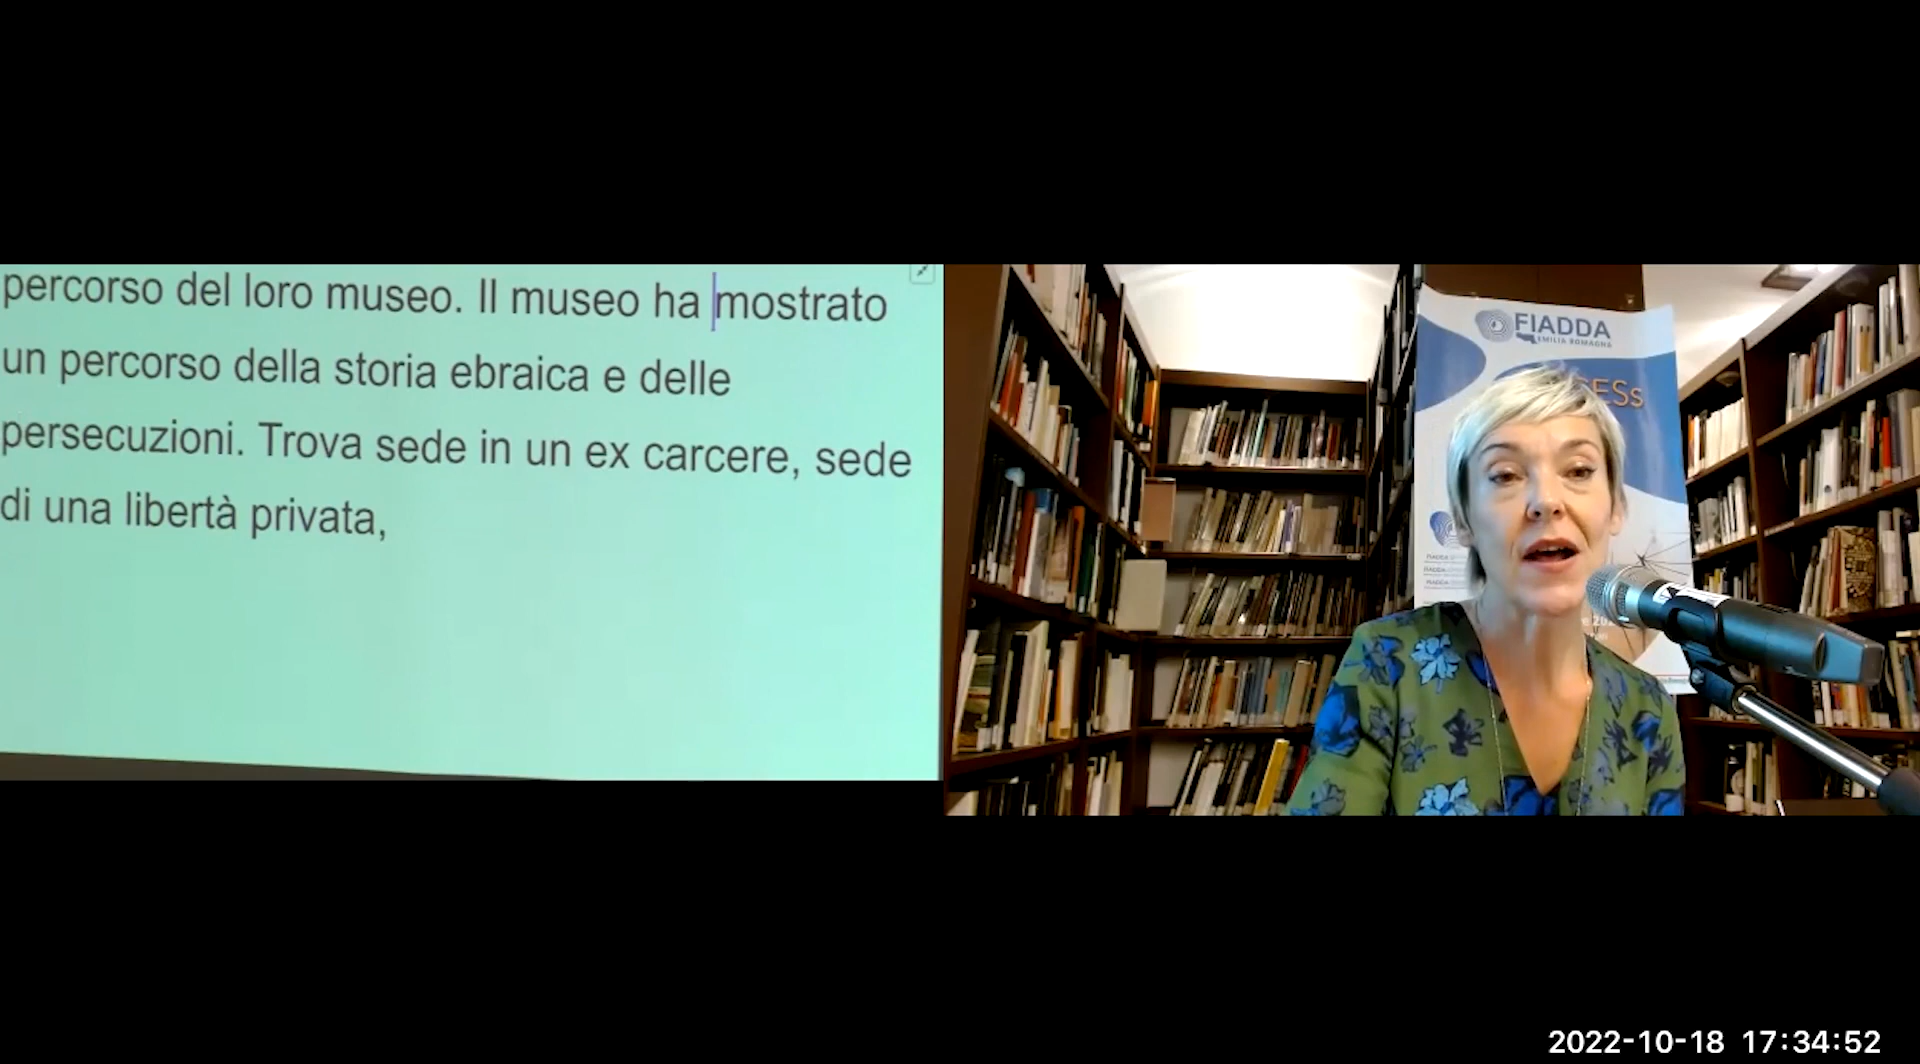 percorso del loro museo. Il museo ha mostrato
un percorso della storia ebraica e delle
persecuzioni. Trova sede in un ex carcere, sede
di una libertà privata,
FIADDA
EMILIA ROMAGNA
ESs
2022-10-18 17:34:52